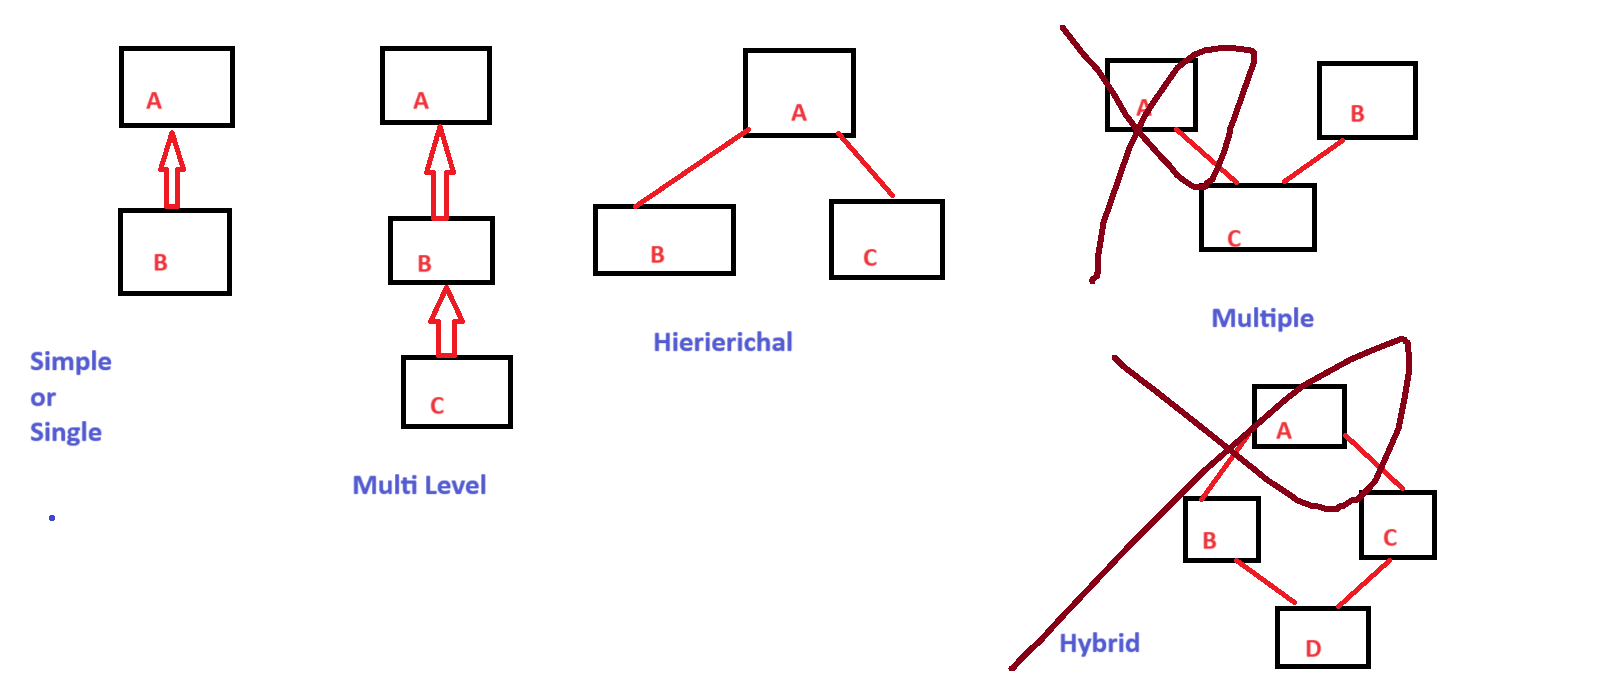 A
B
Simple
or
Single
A
B
C
Multi Level
A
B
C
Hierierichal
A
B
C
Multiple
A
B
C
D
Hybrid